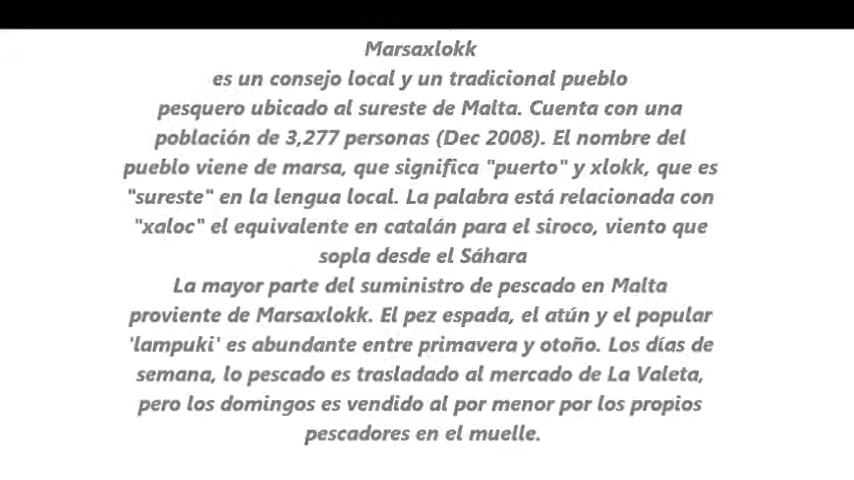 Marsaxlokk
es un consejo local y un tradicional pueblo
pesquero ubicado al sureste de Malta. Cuenta con una
población de 3,277 personas (Dec 2008). El nombre del
pueblo viene de marsa, que significa "puerto" y xlokk, que es
"sureste" en la lengua local. La palabra está relacionada con
"xaloc" el equivalente en catalán para el siroco, viento que
sopla desde el Sáhara
La mayor parte del suministro de pescado en Malta
proviente de Marsaxlokk. El pez espada, el atún y el popular
'lampuki' es abundante entre primavera y otoño. Los días de
semana, lo pescado es trasladado al mercado de La Valeta,
pero los domingos es vendido al por menor por los propios
pescadores en el muelle.